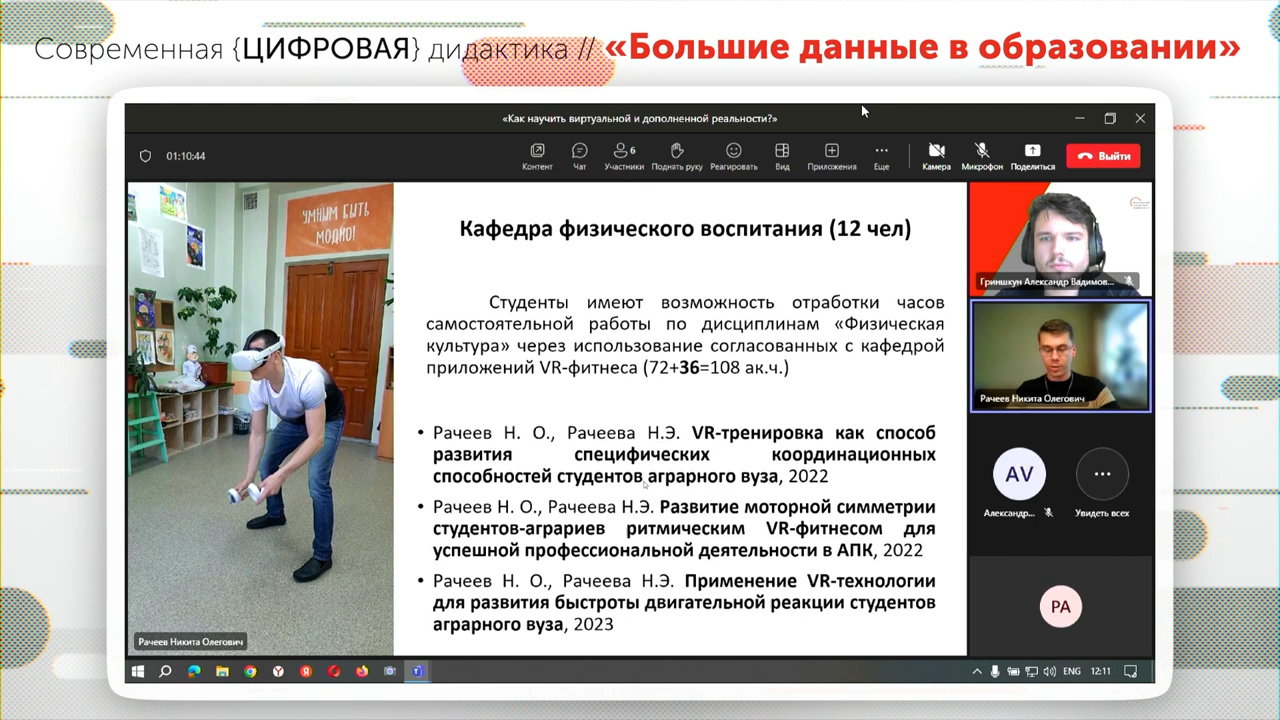 Современная {ЦИФРОВАЯ} дидактика // «Большие данные в образовании»
«Как научить виртуальной и дополненной реальности?»
01:10:44
Контент
Чат
6
Участники
Поднять руку
Реагировать
Вид
Приложения
Еще
Камера
Микрофон
Поделиться
Выйти
УМНЫМ БЫТЬ
МОДНО!
Рачеев Никита Олегович
Кафедра физического воспитания (12 чел)
Студенты имеют возможность отработки часов
самостоятельной работы по дисциплинам «Физическая
культура» через использование согласованных с кафедрой
приложений VR-фитнеса (72+36=108 ак.ч.)
• Рачеев Н. О., Рачеева Н.Э. VR-тренировка как способ
развития специфических координационных
способностей студентов аграрного вуза, 2022
• Рачеев Н. О., Рачеева Н.Э. Развитие моторной симметрии
студентов-аграриев ритмическим VR-фитнесом для
успешной профессиональной деятельности в АПК, 2022
• Рачеев Н. О., Рачеева Н.Э. Применение VR-технологии
для развития быстроты двигательной реакции студентов
аграрного вуза, 2023
Гриншкун Александр Вадимов...
Рачеев Никита Олегович
AV
Александр...
Увидеть всех
РА
ENG
12:11